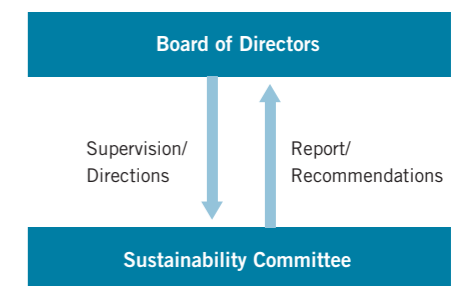 Board of Directors
Supervision/
Directions
Report/
Recommendations
Sustainability Committee